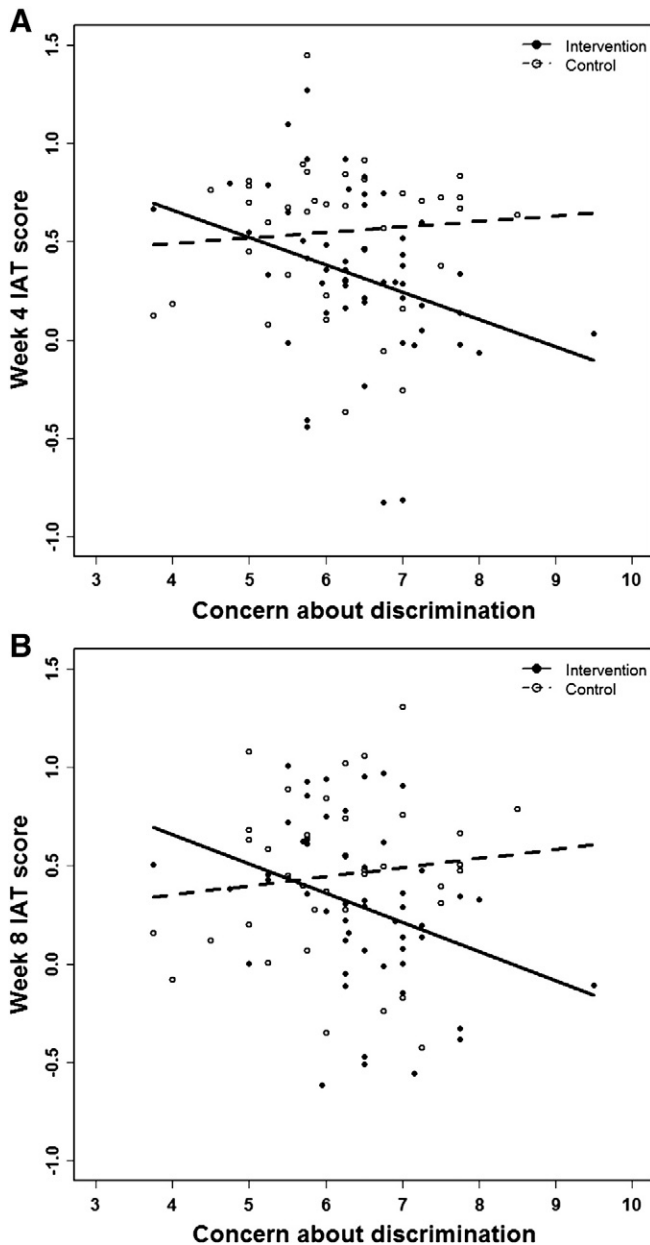 A
Intervention
Control
1.5
1.0
0.5
0.0
-0.5
-1.0
Week 4 IAT score
3 4 5 6 7 8 9 10
Concern about discrimination
B
Intervention
Control
1.5
1.0
0.5
0.0
-0.5
-1.0
Week 8 IAT score
3 4 5 6 7 8 9 10
Concern about discrimination